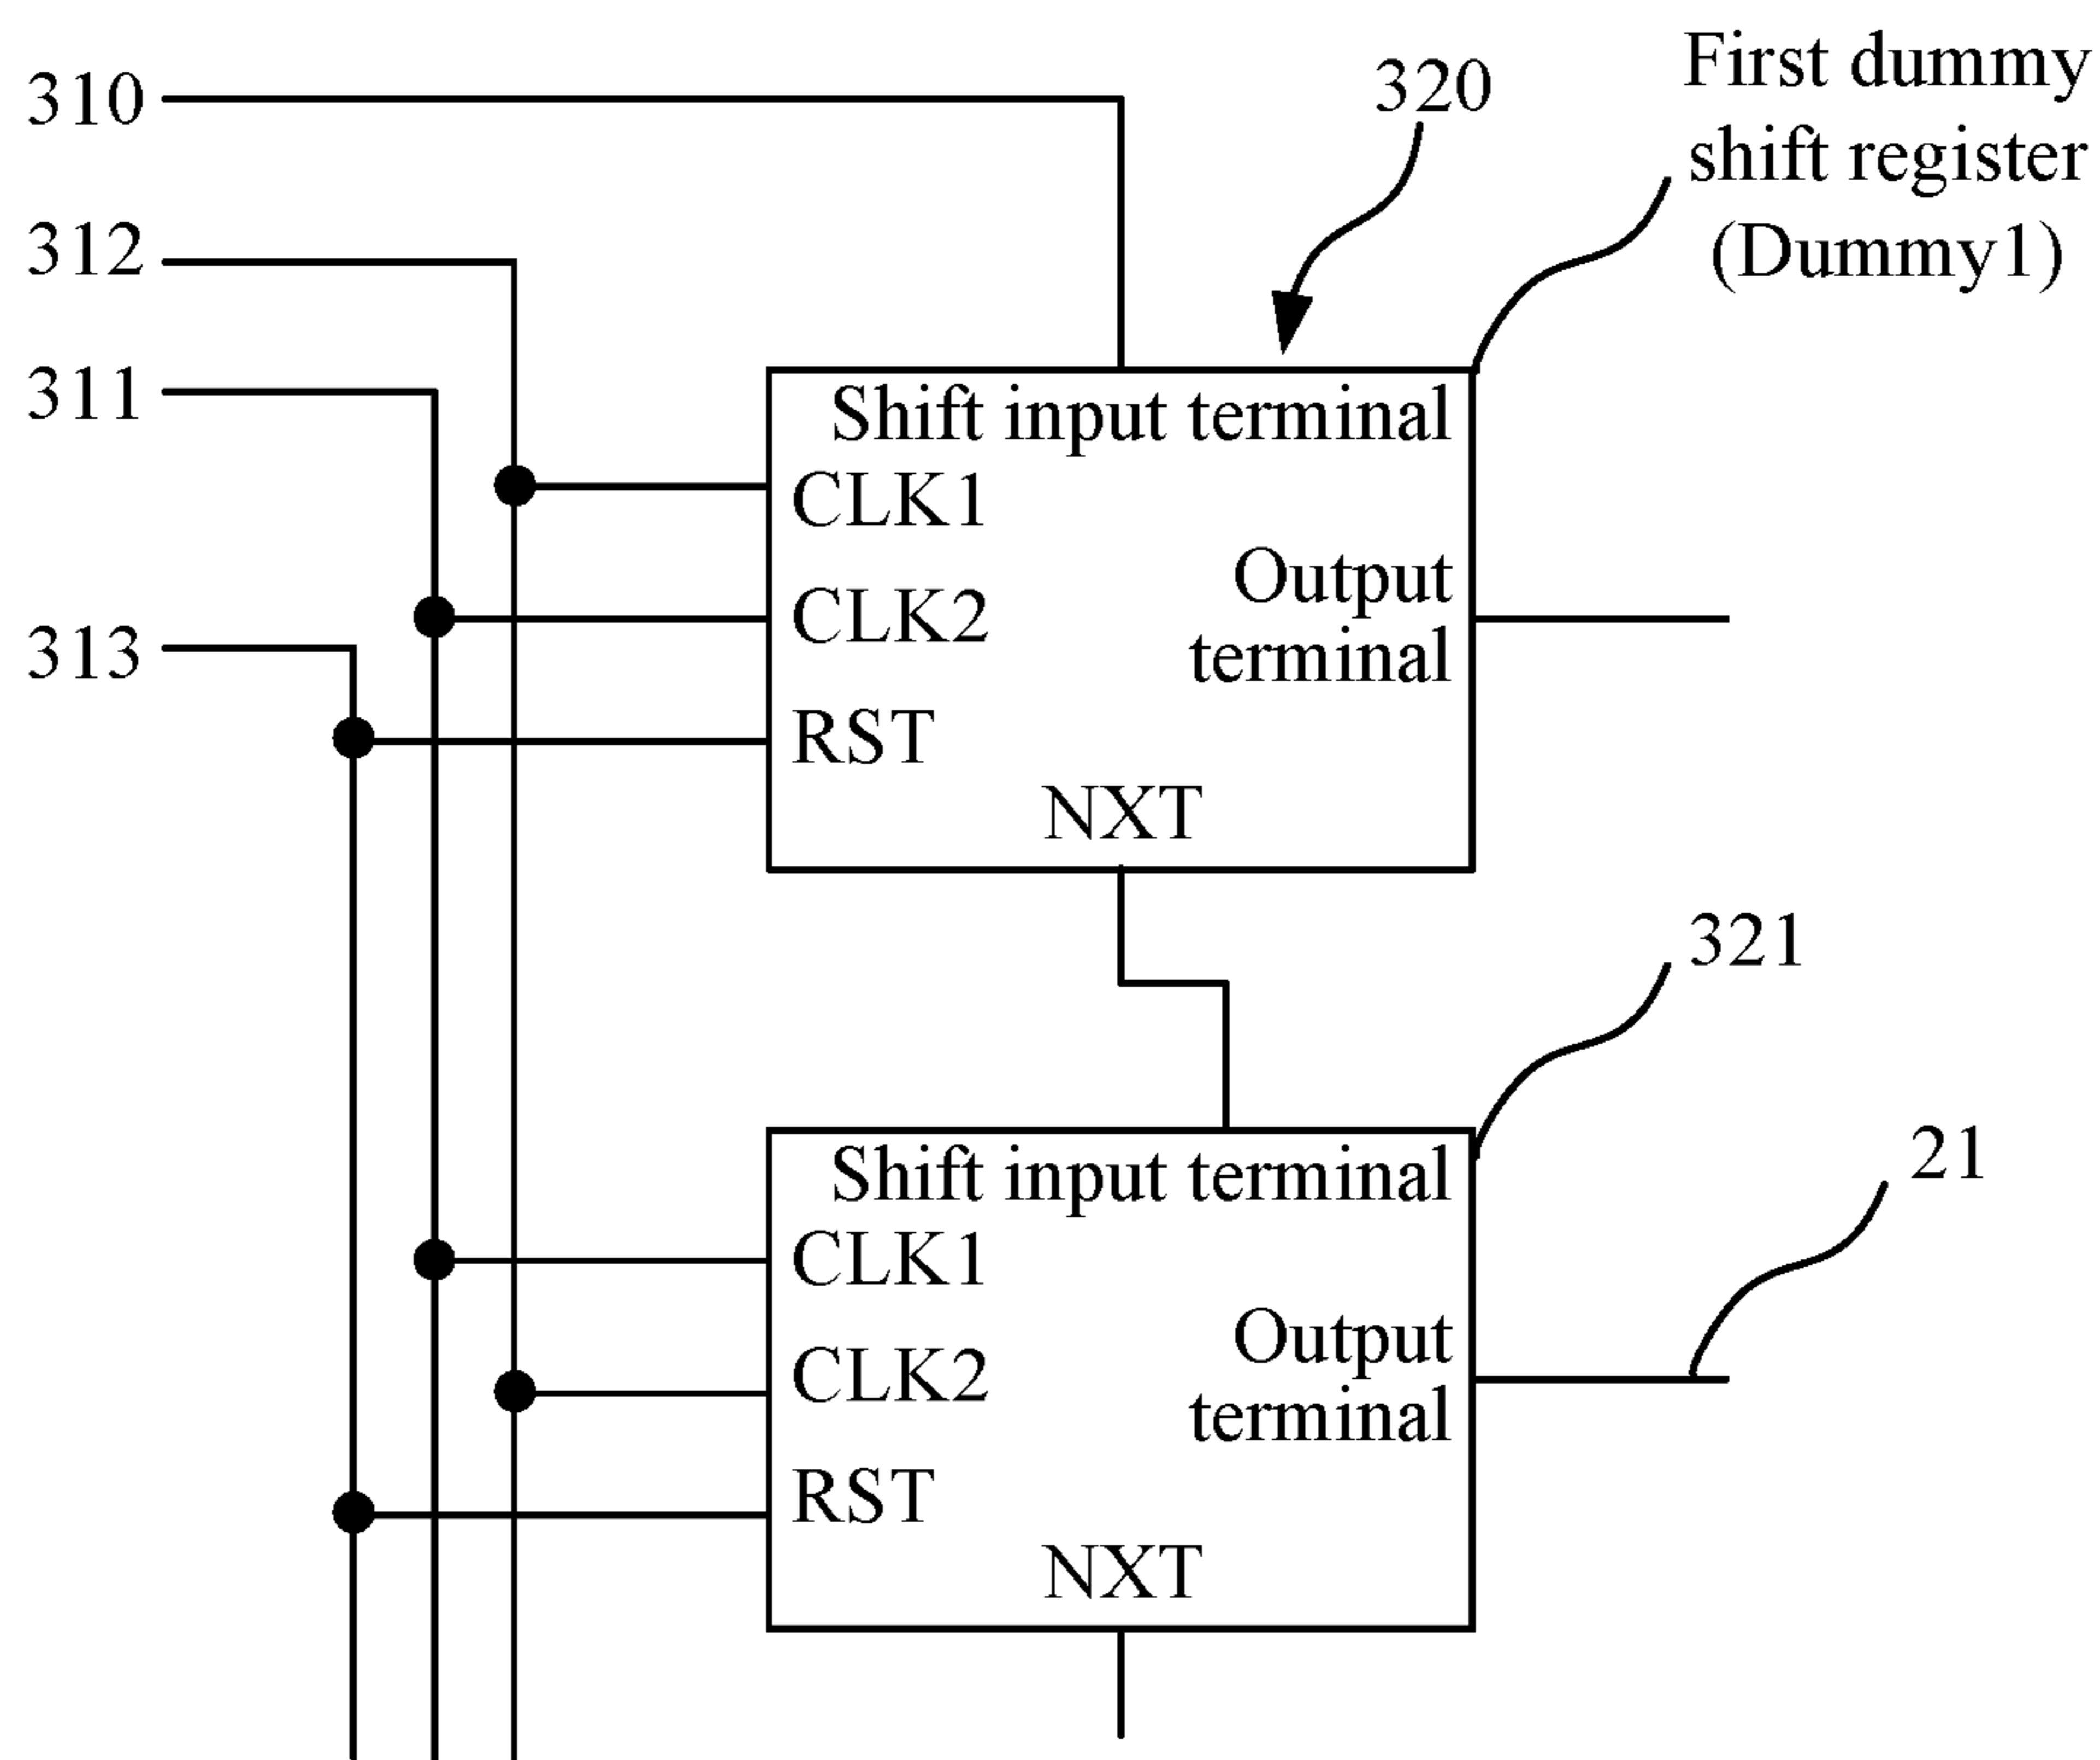 310
320
First dummy
shift register
(Dummy1)
312
311
313
Shift input terminal
CLK1
CLK2
RST
Output
terminal
NXT
321
21
Shift input terminal
CLK1
CLK2
RST
Output
terminal
NXT